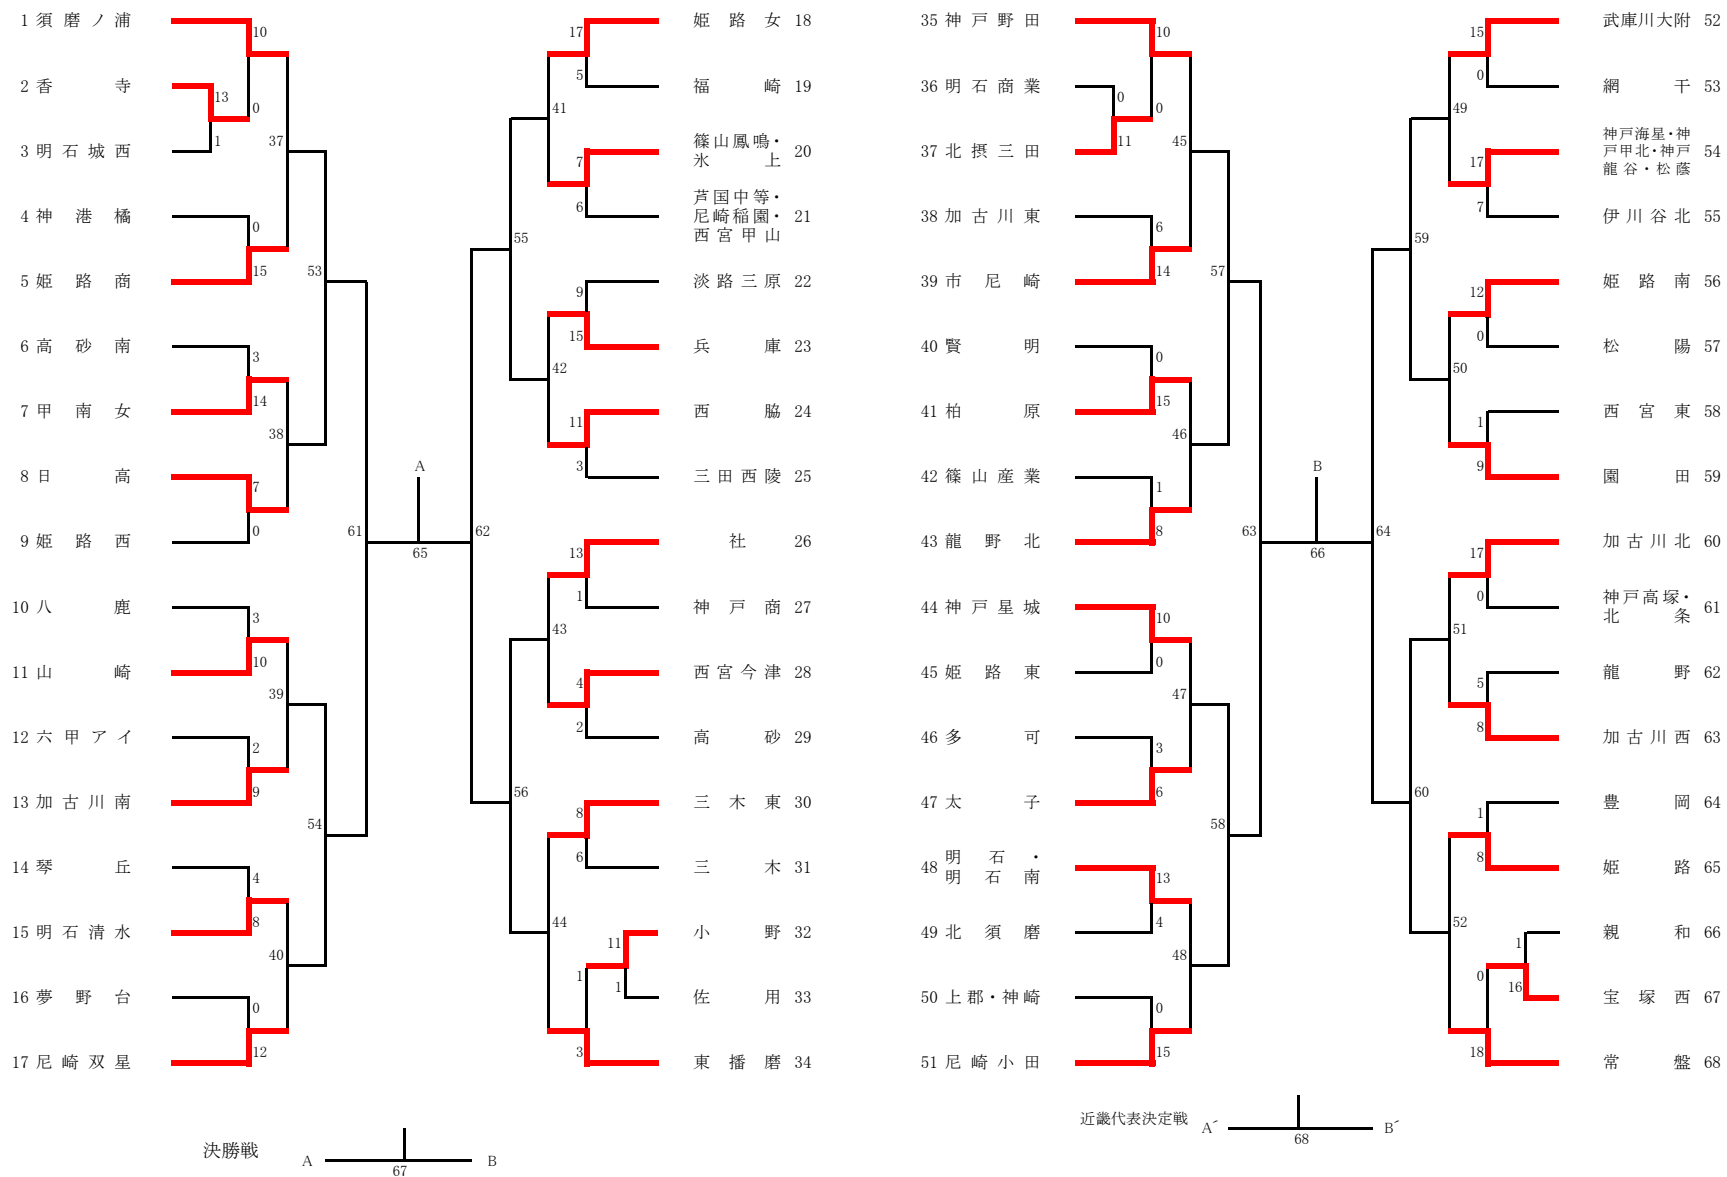 1 須磨ノ浦
10
2 香寺
13
0
3 明石城西
1
37
4 神港橘
0
5 姫路商
15
53
6 高砂南
3
7 甲南女
14
38
8 日高
7
9 姫路西
0
61
10 八鹿
3
11 山崎
10
39
12 六甲アイ
2
13 加古川南
9
54
14 琴丘
4
15 明石清水
8
40
16 夢野台
0
17 尼崎双星
12
A
65
62
17
姫路女 18
5
福崎 19
41
7
篠山鳳鳴・
氷上 20
6
芦国中等・
尼崎稲園・ 21
西宮甲山
55
9
淡路三原 22
15
兵庫 23
42
11
西脇 24
3
三田西陵 25
13
社 26
1
神戸商 27
43
4
西宮今津 28
2
高砂 29
56
8
三木東 30
6
三木 31
44
11
小野 32
1
1
佐用 33
3
東播磨 34
35 神戸野田
10
36 明石商業
0
0
37 北摂三田
11
45
38 加古川東
6
39 市尼崎
14
57
40 賢明
0
41 柏原
15
46
42 篠山産業
1
43 龍野北
8
63
44 神戸星城
10
45 姫路東
0
47
46 多可
3
47 太子
6
58
48 明石・
明石南
13
49 北須磨
4
48
50 上郡・神崎
0
51 尼崎小田
15
B
66
64
15
武庫川大附 52
0
網干 53
49
17
神戸海星・神
戸甲北・神戸 54
龍谷・松蔭
7
伊川谷北 55
59
12
姫路南 56
0
松陽 57
50
1
西宮東 58
9
園田 59
17
加古川北 60
0
神戸高塚・
北条 61
51
5
龍野 62
8
加古川西 63
60
1
豊岡 64
8
姫路 65
52
1
親和 66
0
16
宝塚西 67
18
常盤 68
決勝戦
A
67
B
近畿代表決定戦
A´
68
B´